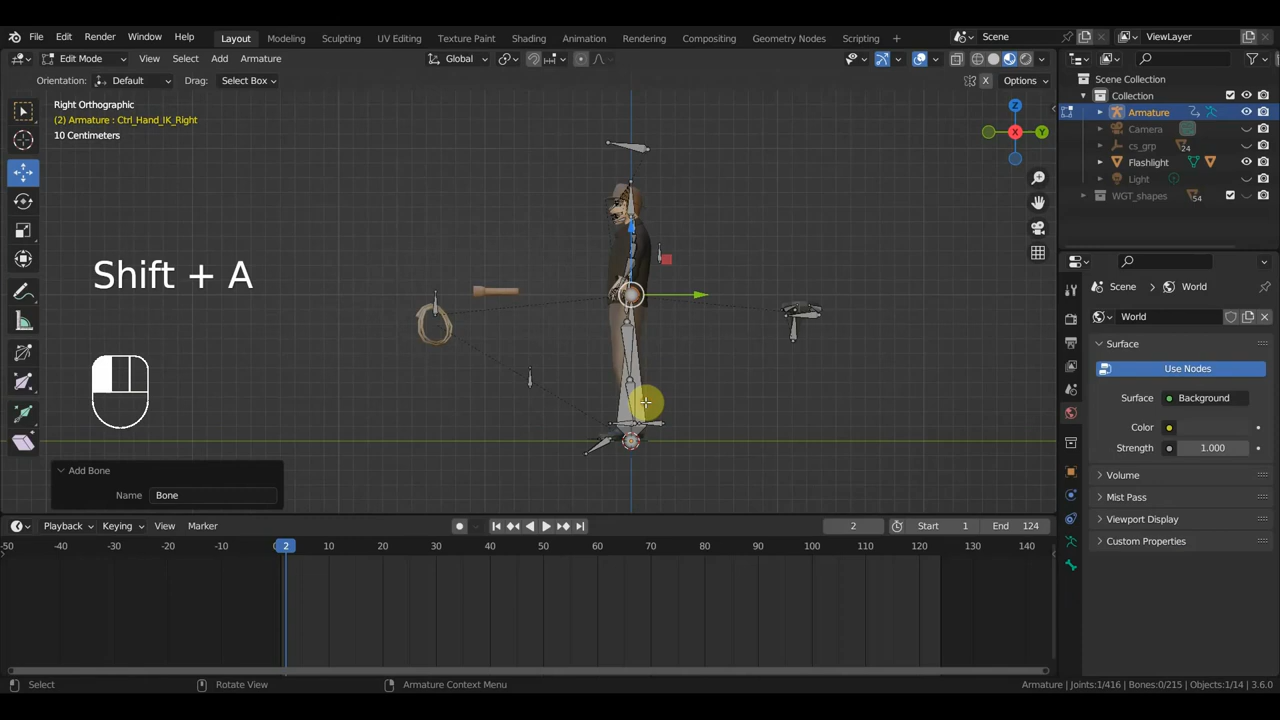 File Edit Render Window Help Layout Modeling Sculpting UV Editing Texture Paint Shading Animation Rendering Compositing Geometry Nodes Scripting + Scene ViewLayer
Edit Mode View Select Add Armature Global
Orientation: Default Drag: Select Box X Options
Right Orthographic
(2) Armature : Ctrl_Hand_IK_Right
10 Centimeters
Z
Y
X
Shift + A
Add Bone
Name Bone
Scene Collection
Collection
Armature
Camera
cs_grp 24
Flashlight
Light
WGT_shapes 54
Scene World
World
Surface
Use Nodes
Surface Background
Color
Strength 1.000
Volume
Mist Pass
Viewport Display
Custom Properties
Playback Keying View Marker 2 Start 1 End 124
-50 -40 -30 -20 -10 2 10 20 30 40 50 60 70 80 90 100 110 120 130 140
Select Rotate View Armature Context Menu Armature | Joints:1/416 | Bones:0/215 | Objects:1/14 | 3.6.0